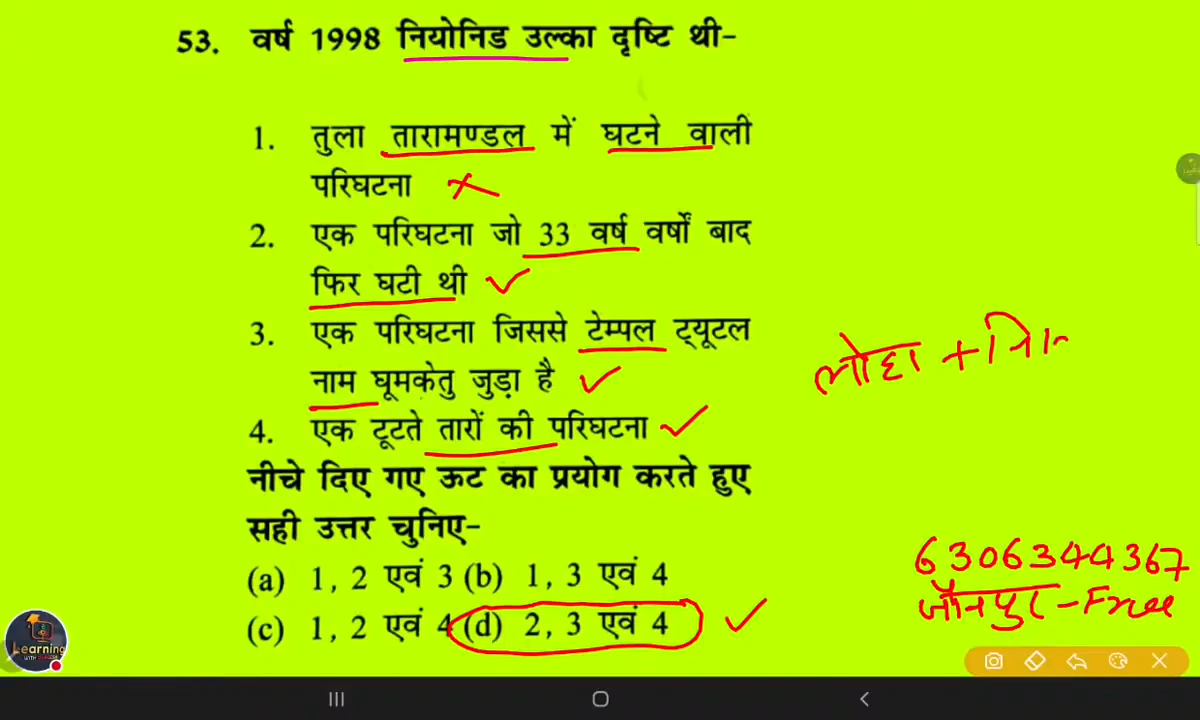 53. वर्ष 1998 नियोनिड उल्का दृष्टि थी-
1. तुला तारामण्डल में घटने वाली
परिघटना
2. एक परिघटना जो 33 वर्ष वर्षों बाद
फिर घटी थी
3. एक परिघटना जिससे टेम्पल ट्यूटल
नाम घूमकेतु जुड़ा है
लोहा +
4. एक टूटते तारों की परिघटना
नीचे दिए गए ऊट का प्रयोग करते हुए
सही उत्तर चुनिए-
(a) 1, 2 एवं 3 (b) 1, 3 एवं 4
(c) 1, 2 एवं 4 (d) 2, 3 एवं 4
6306344367
जौनपुर - Free
Learning